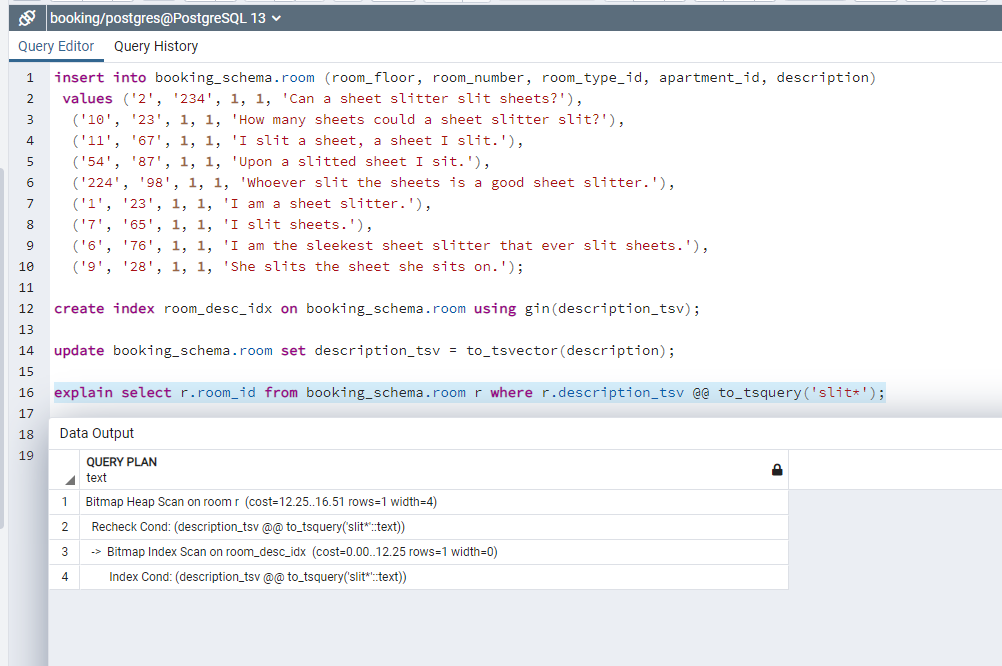 booking/postgres@PostgreSQL 13
Query Editor Query History
1 insert into booking_schema.room (room_floor, room_number, room_type_id, apartment_id, description)
2 values ('2', '234', 1, 1, 'Can a sheet slitter slit sheets?'),
3 ('10', '23', 1, 1, 'How many sheets could a sheet slitter slit?'),
4 ('11', '67', 1, 1, 'I slit a sheet, a sheet I slit.'),
5 ('54', '87', 1, 1, 'Upon a slitted sheet I sit.'),
6 ('224', '98', 1, 1, 'Whoever slit the sheets is a good sheet slitter.'),
7 ('1', '23', 1, 1, 'I am a sheet slitter.'),
8 ('7', '65', 1, 1, 'I slit sheets.'),
9 ('6', '76', 1, 1, 'I am the sleekest sheet slitter that ever slit sheets.'),
10 ('9', '28', 1, 1, 'She slits the sheet she sits on.');
11
12 create index room_desc_idx on booking_schema.room using gin(description_tsv);
13
14 update booking_schema.room set description_tsv = to_tsvector(description);
15
16 explain select r.room_id from booking_schema.room r where r.description_tsv @@ to_tsquery('slit*');
17
18
19
Data Output
QUERY PLAN
text
1 Bitmap Heap Scan on room r (cost=12.25..16.51 rows=1 width=4)
2 Recheck Cond: (description_tsv @@ to_tsquery('slit*'::text))
3 -> Bitmap Index Scan on room_desc_idx (cost=0.00..12.25 rows=1 width=0)
4 Index Cond: (description_tsv @@ to_tsquery('slit*'::text))